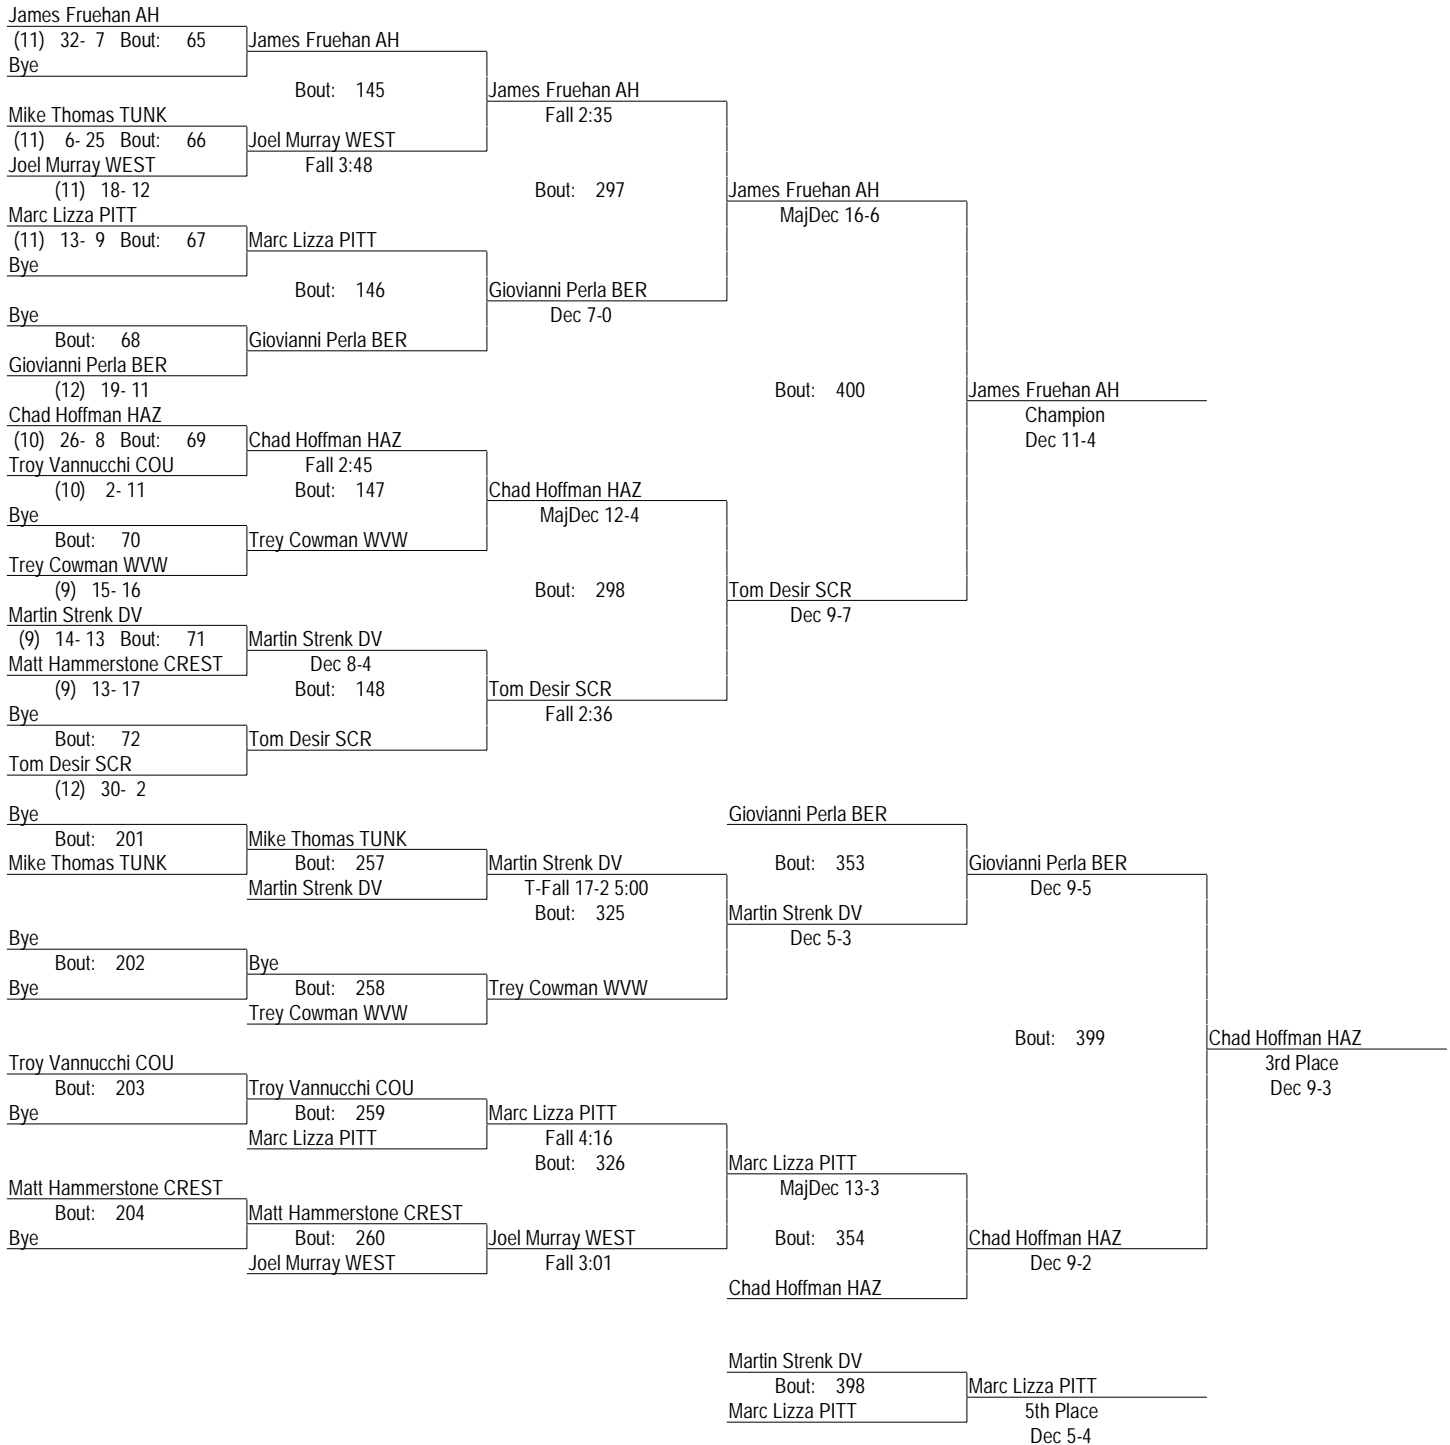 James Fruehan AH
(11) 32- 7 Bout: 65 James Fruehan AH
Bye
Bout: 145 James Fruehan AH
Mike Thomas TUNK Fall 2:35
(11) 6- 25 Bout: 66 Joel Murray WEST
Joel Murray WEST Fall 3:48
(11) 18- 12 Bout: 297 James Fruehan AH
Marc Lizza PITT MajDec 16-6
(11) 13- 9 Bout: 67 Marc Lizza PITT
Bye
Bout: 146 Giovianni Perla BER
Bye Dec 7-0
Bout: 68 Giovianni Perla BER
Giovianni Perla BER
(12) 19- 11 Bout: 400 James Fruehan AH
Chad Hoffman HAZ Champion
(10) 26- 8 Bout: 69 Chad Hoffman HAZ Dec 11-4
Troy Vannucchi COU Fall 2:45
(10) 2- 11 Bout: 147 Chad Hoffman HAZ
Bye MajDec 12-4
Bout: 70 Trey Cowman WVW
Trey Cowman WVW
(9) 15- 16 Bout: 298 Tom Desir SCR
Martin Strenk DV Dec 9-7
(9) 14- 13 Bout: 71 Martin Strenk DV
Matt Hammerstone CREST Dec 8-4
(9) 13- 17 Bout: 148 Tom Desir SCR
Bye Fall 2:36
Bout: 72 Tom Desir SCR
Tom Desir SCR
(12) 30- 2
Bye Giovianni Perla BER
Bout: 201 Mike Thomas TUNK
Mike Thomas TUNK Bout: 257 Martin Strenk DV Bout: 353 Giovianni Perla BER
Martin Strenk DV T-Fall 17-2 5:00 Dec 9-5
Bout: 325 Martin Strenk DV
Bye Dec 5-3
Bout: 202 Bye
Bye Bout: 258 Trey Cowman WVW
Trey Cowman WVW
Bout: 399 Chad Hoffman HAZ
Troy Vannucchi COU 3rd Place
Bout: 203 Troy Vannucchi COU Dec 9-3
Bye Bout: 259 Marc Lizza PITT
Marc Lizza PITT Fall 4:16
Bout: 326 Marc Lizza PITT
Matt Hammerstone CREST MajDec 13-3
Bout: 204 Matt Hammerstone CREST
Bye Bout: 260 Joel Murray WEST Bout: 354 Chad Hoffman HAZ
Joel Murray WEST Fall 3:01 Dec 9-2
Chad Hoffman HAZ
Martin Strenk DV
Bout: 398 Marc Lizza PITT
Marc Lizza PITT 5th Place
Dec 5-4